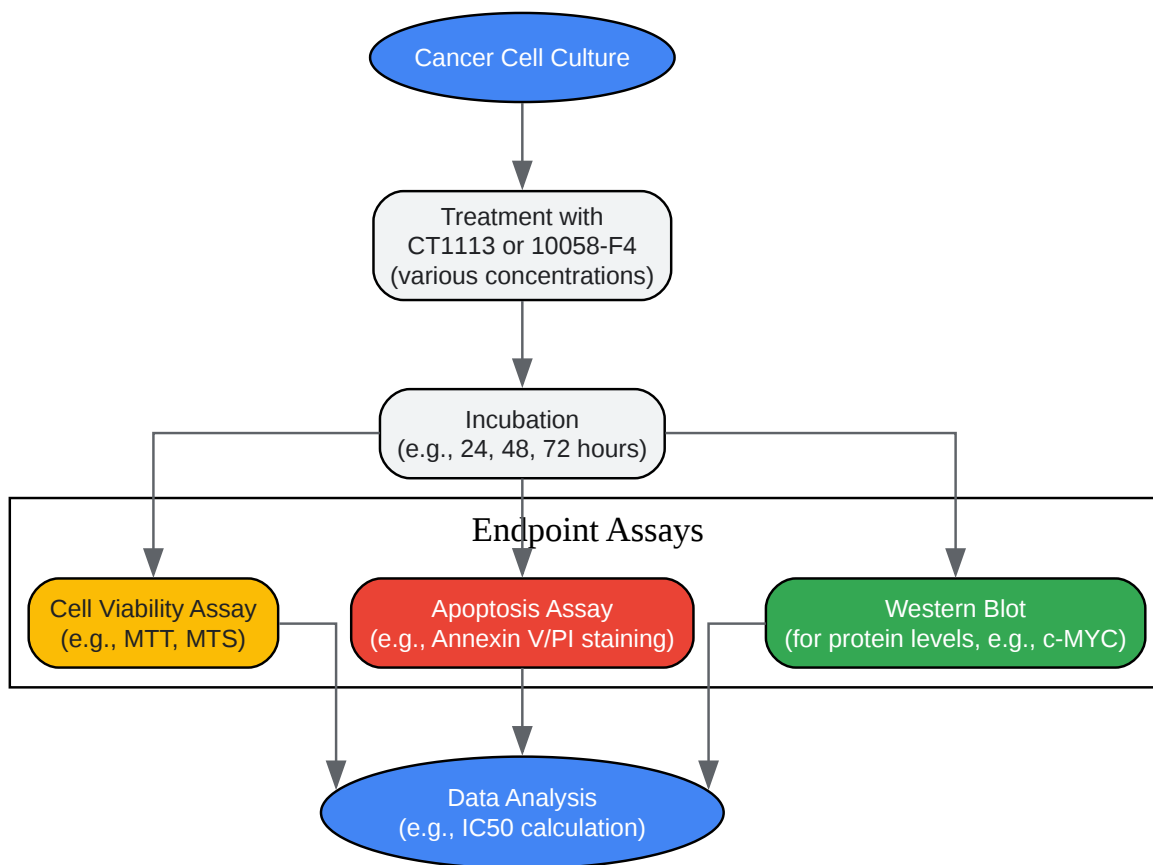 Cancer Cell Culture
Treatment with
CT1113 or 10058-F4
(various concentrations)
Incubation
(e.g., 24, 48, 72 hours)
Endpoint Assays
Cell Viability Assay
(e.g., MTT, MTS)
Apoptosis Assay
(e.g., Annexin V/PI staining)
Western Blot
(for protein levels, e.g., c-MYC)
Data Analysis
(e.g., IC50 calculation)